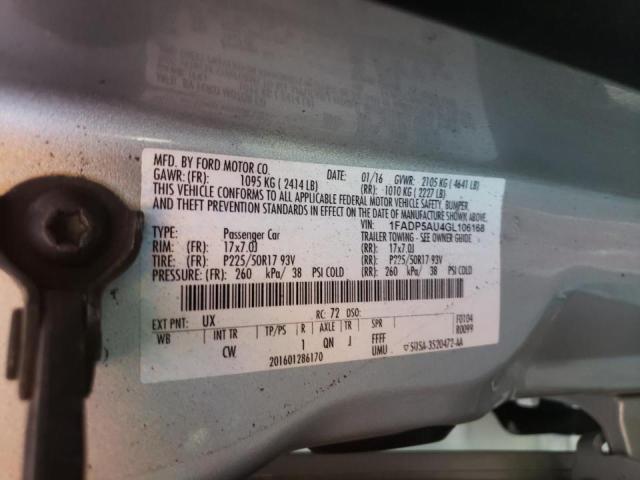 MFD. BY FORD MOTOR CO.
01/16 GVWR: 2105 KG ( 4641 LB)
GAWR: (FR): 1095 KG ( 2414 LB) (RR): 1010 KG ( 2227 LB)
THIS VEHICLE CONFORMS TO ALL APPLICABLE FEDERAL MOTOR VEHICLE SAFETY, BUMPER,
AND THEFT PREVENTION STANDARDS IN EFFECT ON THE DATE OF MANUFACTURE SHOWN ABOVE.
VIN: 1FADP5AU4GL106168
TYPE: Passenger Car TRAILER TOWING - SEE OWNER GUIDE
RIM: (FR): 17x7.0J (RR): 17x7.0J
TIRE: (FR): P225/50R17 93V (RR): P225/50R17 93V
PRESSURE: (FR) 260 kPa/ 38 PSI COLD (RR): 260 kPa/ 38 PSI COLD
EXT PNT: UX RC: 72 DSO: F0104
WB INT TR TP/PS R AXLE TR SPR R0099
CW 1 QN J FFFF
201601286170 UMU
3520472-AA